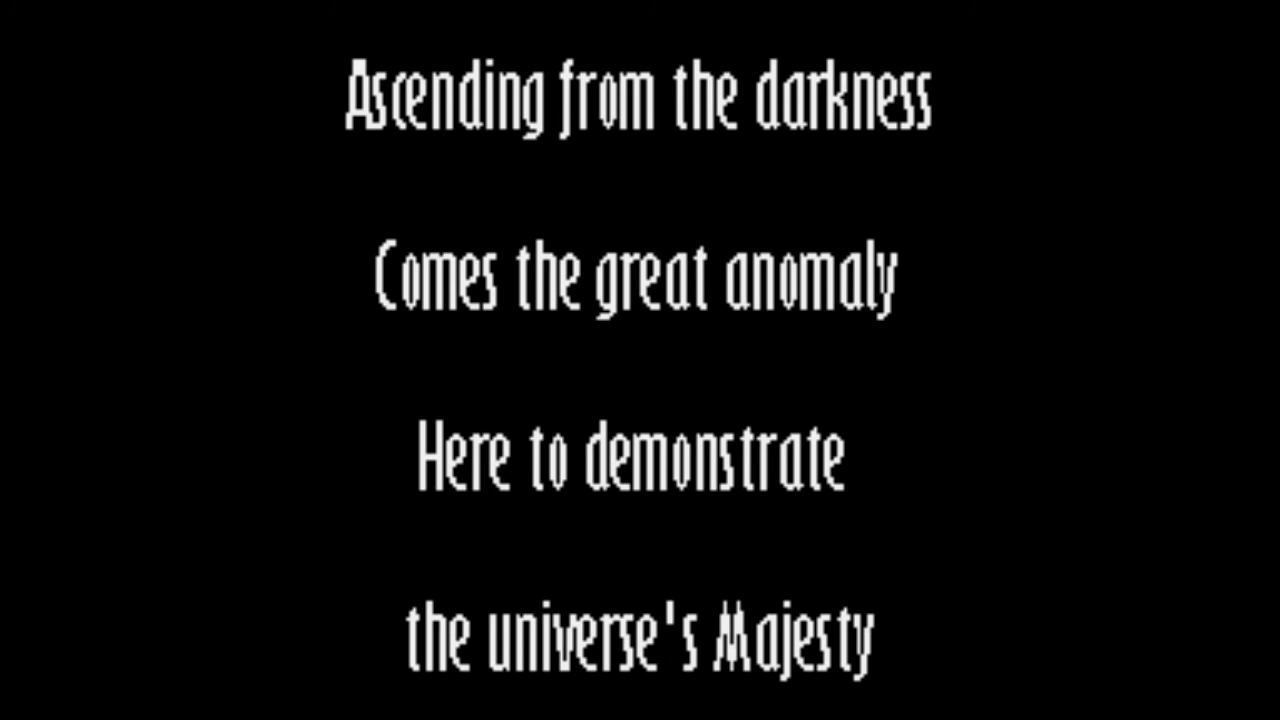 Ascending from the darkness
Comes the great anomaly
Here to demonstrate
the universe's Majesty